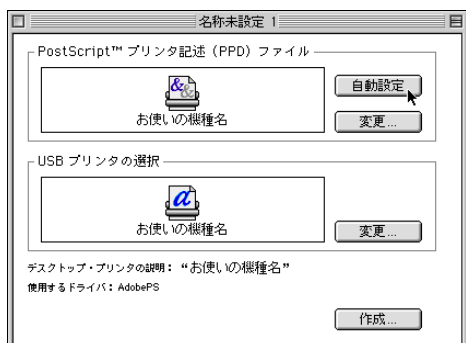 名称未設定 1
PostScript™ プリンタ記述（PPD）ファイル
お使いの機種名
自動設定
変更...
USB プリンタの選択
お使いの機種名
変更...
デスクトップ・プリンタの説明： “お使いの機種名”
使用するドライバ： AdobePS
作成...